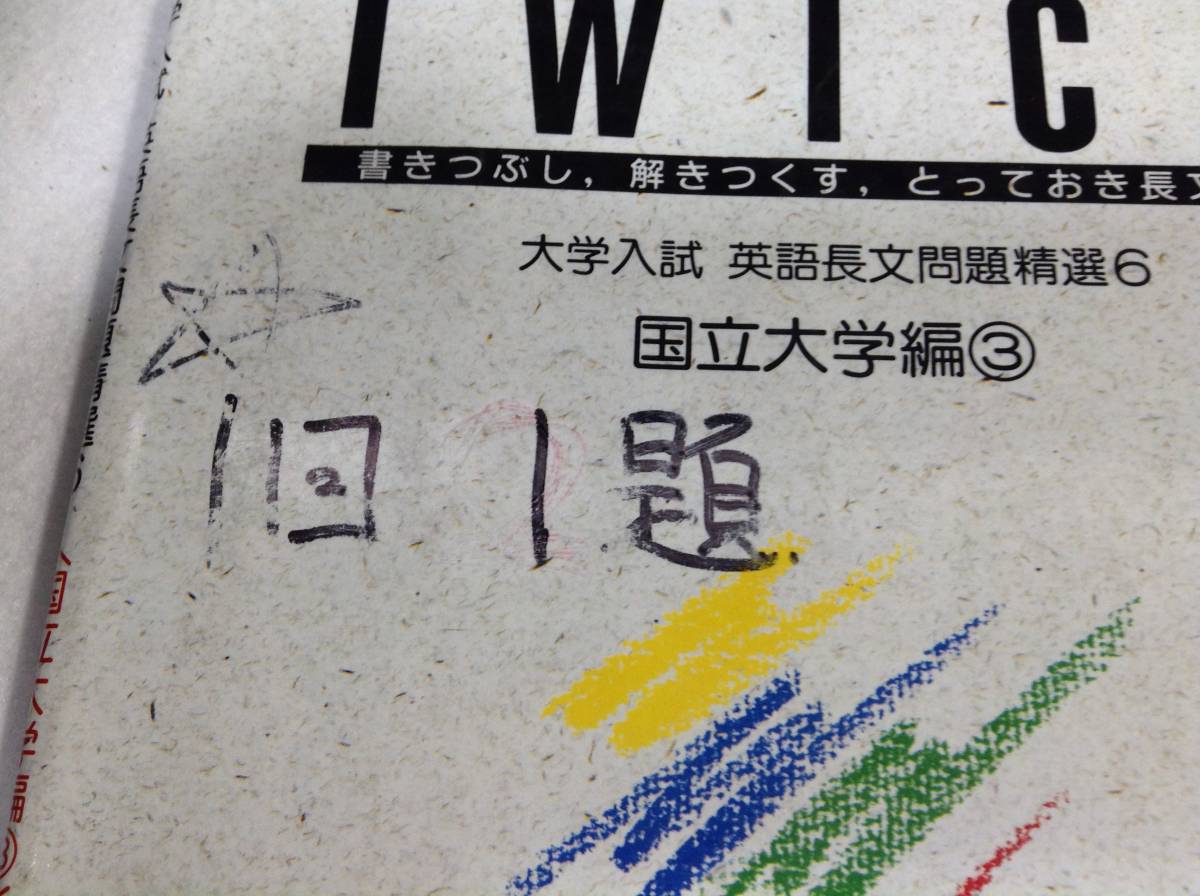 TWIC
書きつぶし，解きつくす，とっておき長文
大学入試 英語長文問題精選6
国立大学編③
1回 1題